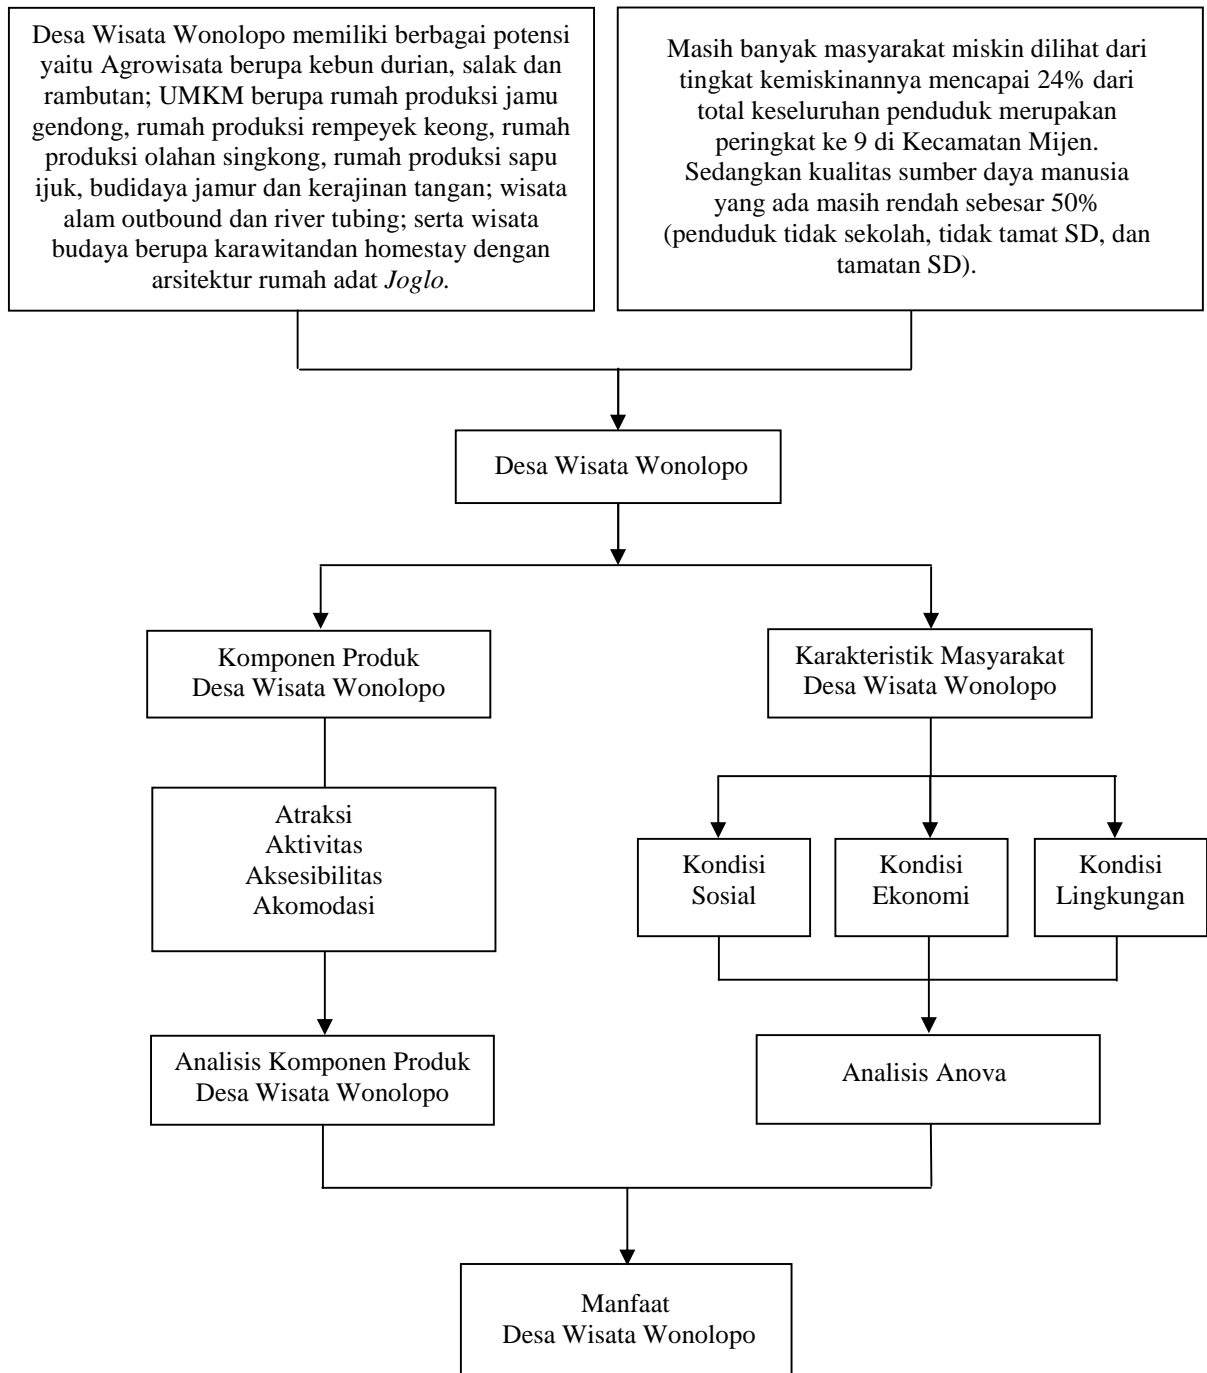 Desa Wisata Wonolopo memiliki berbagai potensi
yaitu Agrowisata berupa kebun durian, salak dan
rambutan; UMKM berupa rumah produksi jamu
gendong, rumah produksi rempeyek keong, rumah
produksi olahan singkong, rumah produksi sapu
ijuk, budidaya jamur dan kerajinan tangan; wisata
alam outbound dan river tubing; serta wisata
budaya berupa karawitandan homestay dengan
arsitektur rumah adat Joglo.
Masih banyak masyarakat miskin dilihat dari
tingkat kemiskinannya mencapai 24% dari
total keseluruhan penduduk merupakan
peringkat ke 9 di Kecamatan Mijen.
Sedangkan kualitas sumber daya manusia
yang ada masih rendah sebesar 50%
(penduduk tidak sekolah, tidak tamat SD, dan
tamatan SD).
Desa Wisata Wonolopo
Komponen Produk
Desa Wisata Wonolopo
Karakteristik Masyarakat
Desa Wisata Wonolopo
Atraksi
Aktivitas
Aksesibilitas
Akomodasi
Kondisi
Sosial
Kondisi
Ekonomi
Kondisi
Lingkungan
Analisis Komponen Produk
Desa Wisata Wonolopo
Analisis Anova
Manfaat
Desa Wisata Wonolopo